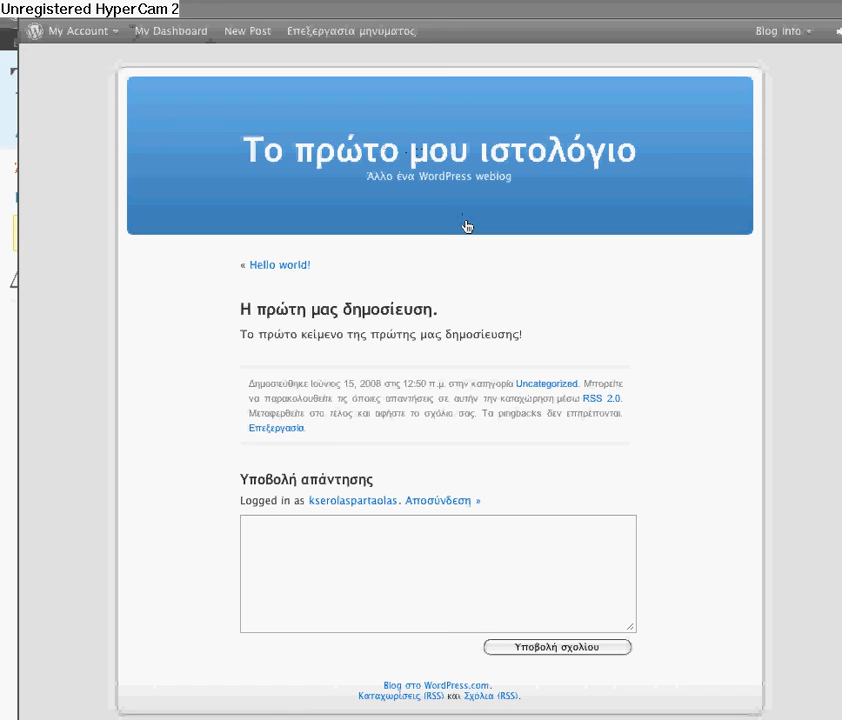 Unregistered HyperCam 2
My Account My Dashboard New Post Επεξεργασία μηνύματος Blog Info
Το πρώτο μου ιστολόγιο
Άλλο ένα WordPress weblog
« Hello world!
Η πρώτη μας δημοσίευση.
Το πρώτο κείμενο της πρώτης μας δημοσίευσης!
Δημοσιεύθηκε Ιούνιος 15, 2008 στις 12:50 π.μ. στην κατηγορία Uncategorized. Μπορείτε
να παρακολουθείτε τις όποιες απαντήσεις σε αυτήν την καταχώρηση μέσω RSS 2.0.
Μεταφερθείτε στο τέλος και αφήστε το σχόλιο σας. Τα pingbacks δεν επιτρέπονται.
Επεξεργασία.
Υποβολή απάντησης
Logged in as kserolaspartaolas. Αποσύνδεση »
Υποβολή σχολίου
Blog στο WordPress.com.
Καταχωρίσεις (RSS) και Σχόλια (RSS).